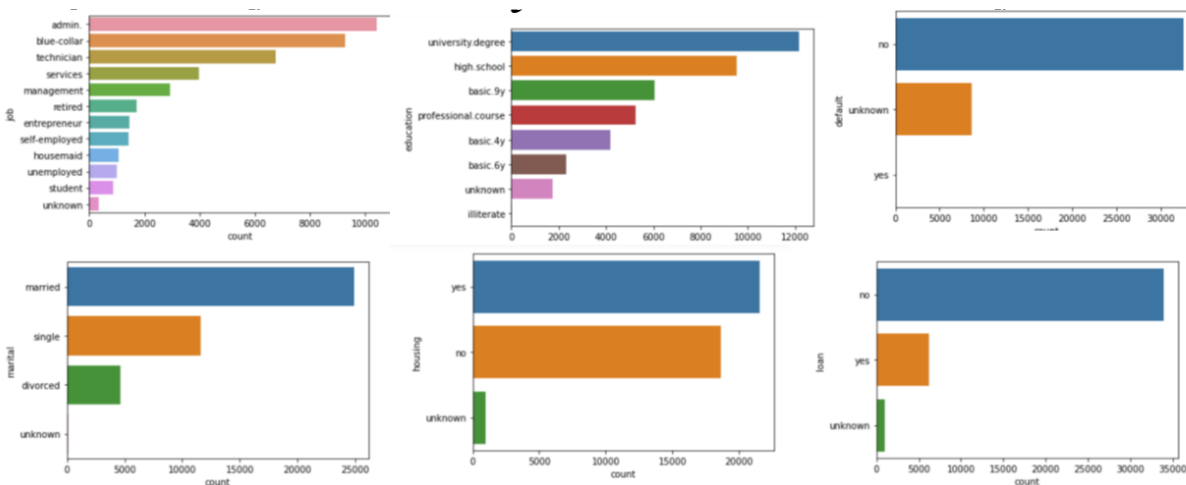 admin.
blue-collar
technician
services
management
retired
entrepreneur
self-employed
housemaid
unemployed
student
unknown
job
0 2000 4000 6000 8000 10000
count
university.degree
high.school
basic.9y
professional.course
basic.4y
basic.6y
unknown
illiterate
education
0 2000 4000 6000 8000 10000 12000
count
no
unknown
yes
default
0 5000 10000 15000 20000 25000 30000
count
married
single
divorced
unknown
marital
0 5000 10000 15000 20000 25000
count
yes
no
unknown
housing
0 5000 10000 15000 20000
count
no
yes
unknown
loan
0 5000 10000 15000 20000 25000 30000 35000
count